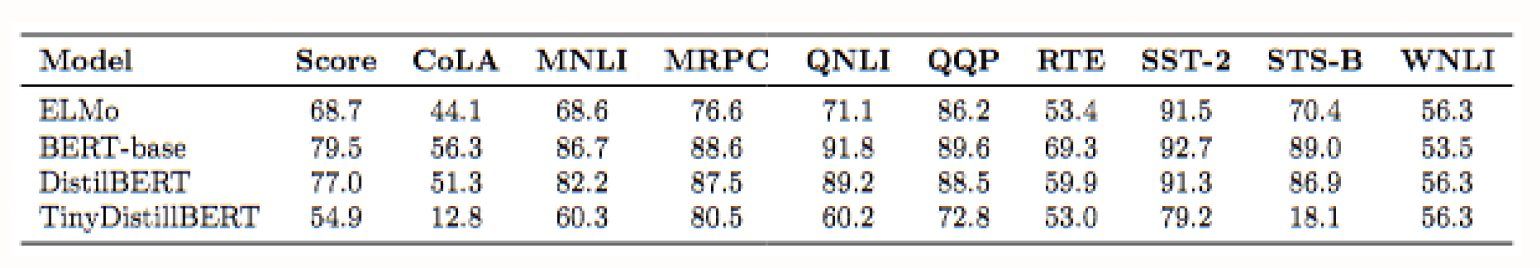 Model Score CoLA MNLI MRPC QNLI QQP RTE SST-2 STS-B WNLI
ELMo 68.7 44.1 68.6 76.6 71.1 86.2 53.4 91.5 70.4 56.3
BERT-base 79.5 56.3 86.7 88.6 91.8 89.6 69.3 92.7 89.0 53.5
DistilBERT 77.0 51.3 82.2 87.5 89.2 88.5 59.9 91.3 86.9 56.3
TinyDistillBERT 54.9 12.8 60.3 80.5 60.2 72.8 53.0 79.2 18.1 56.3